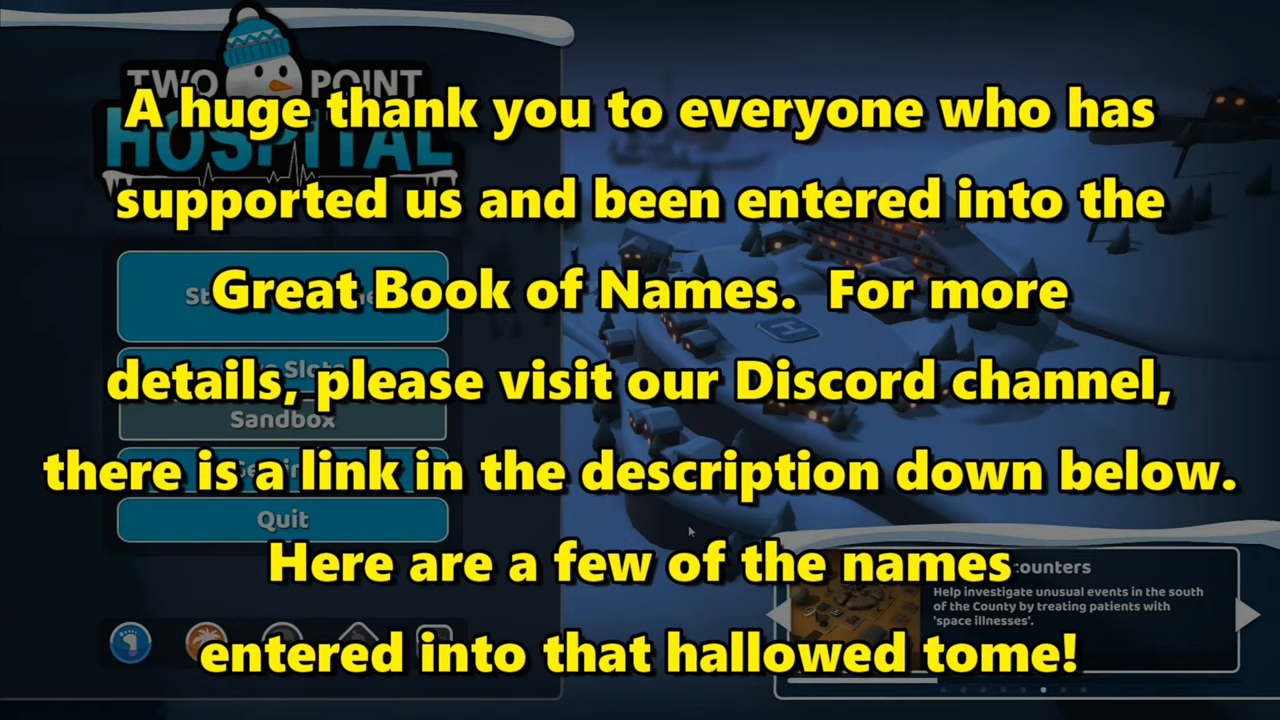 TWO POINT
HOSPITAL
A huge thank you to everyone who has
supported us and been entered into the
Great Book of Names.  For more
details, please visit our Discord channel,
there is a link in the description down below.
Here are a few of the names
entered into that hallowed tome!
Sandbox
Quit
Help investigate unusual events in the south
of the County by treating patients with
'space illnesses'.